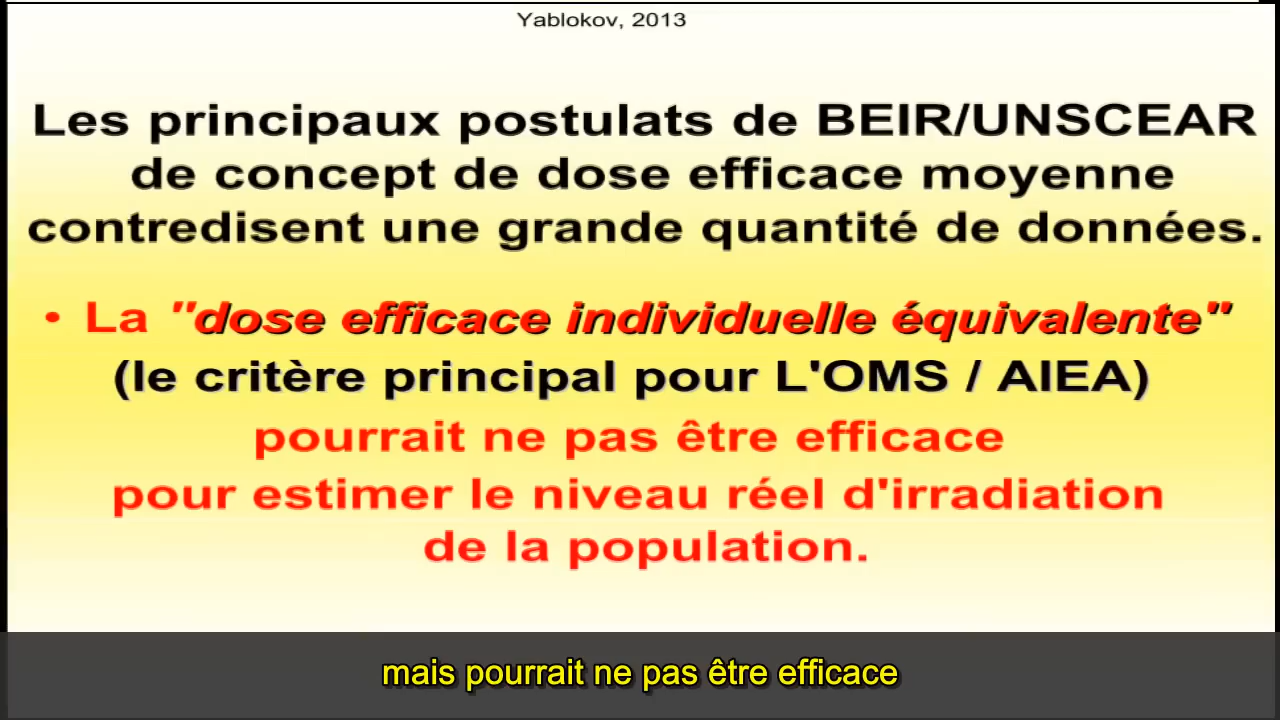 Yablokov, 2013
Les principaux postulats de BEIR/UNSCEAR
de concept de dose efficace moyenne
contredisent une grande quantité de données.
• La "dose efficace individuelle équivalente"
(le critère principal pour L'OMS / AIEA)
pourrait ne pas être efficace
pour estimer le niveau réel d'irradiation
de la population.
mais pourrait ne pas être efficace